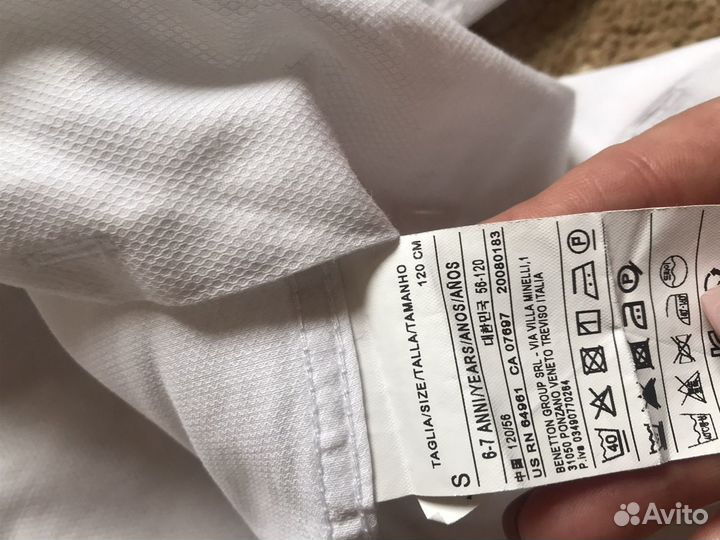 TAGLIA/SIZE/TALLA/TAMANHO
120 CM
S
6-7 ANNI/YEARS/ANOS/AÑOS
대한민국 56-120
中国 120/56
US RN 64961 CA 07697 20080183
BENETTON GROUP SRL - VIA VILLA MINELLI,1
31050 PONZANO VENETO TREVISO ITALIA
P.iva 03490770264
40
P
P
Avito